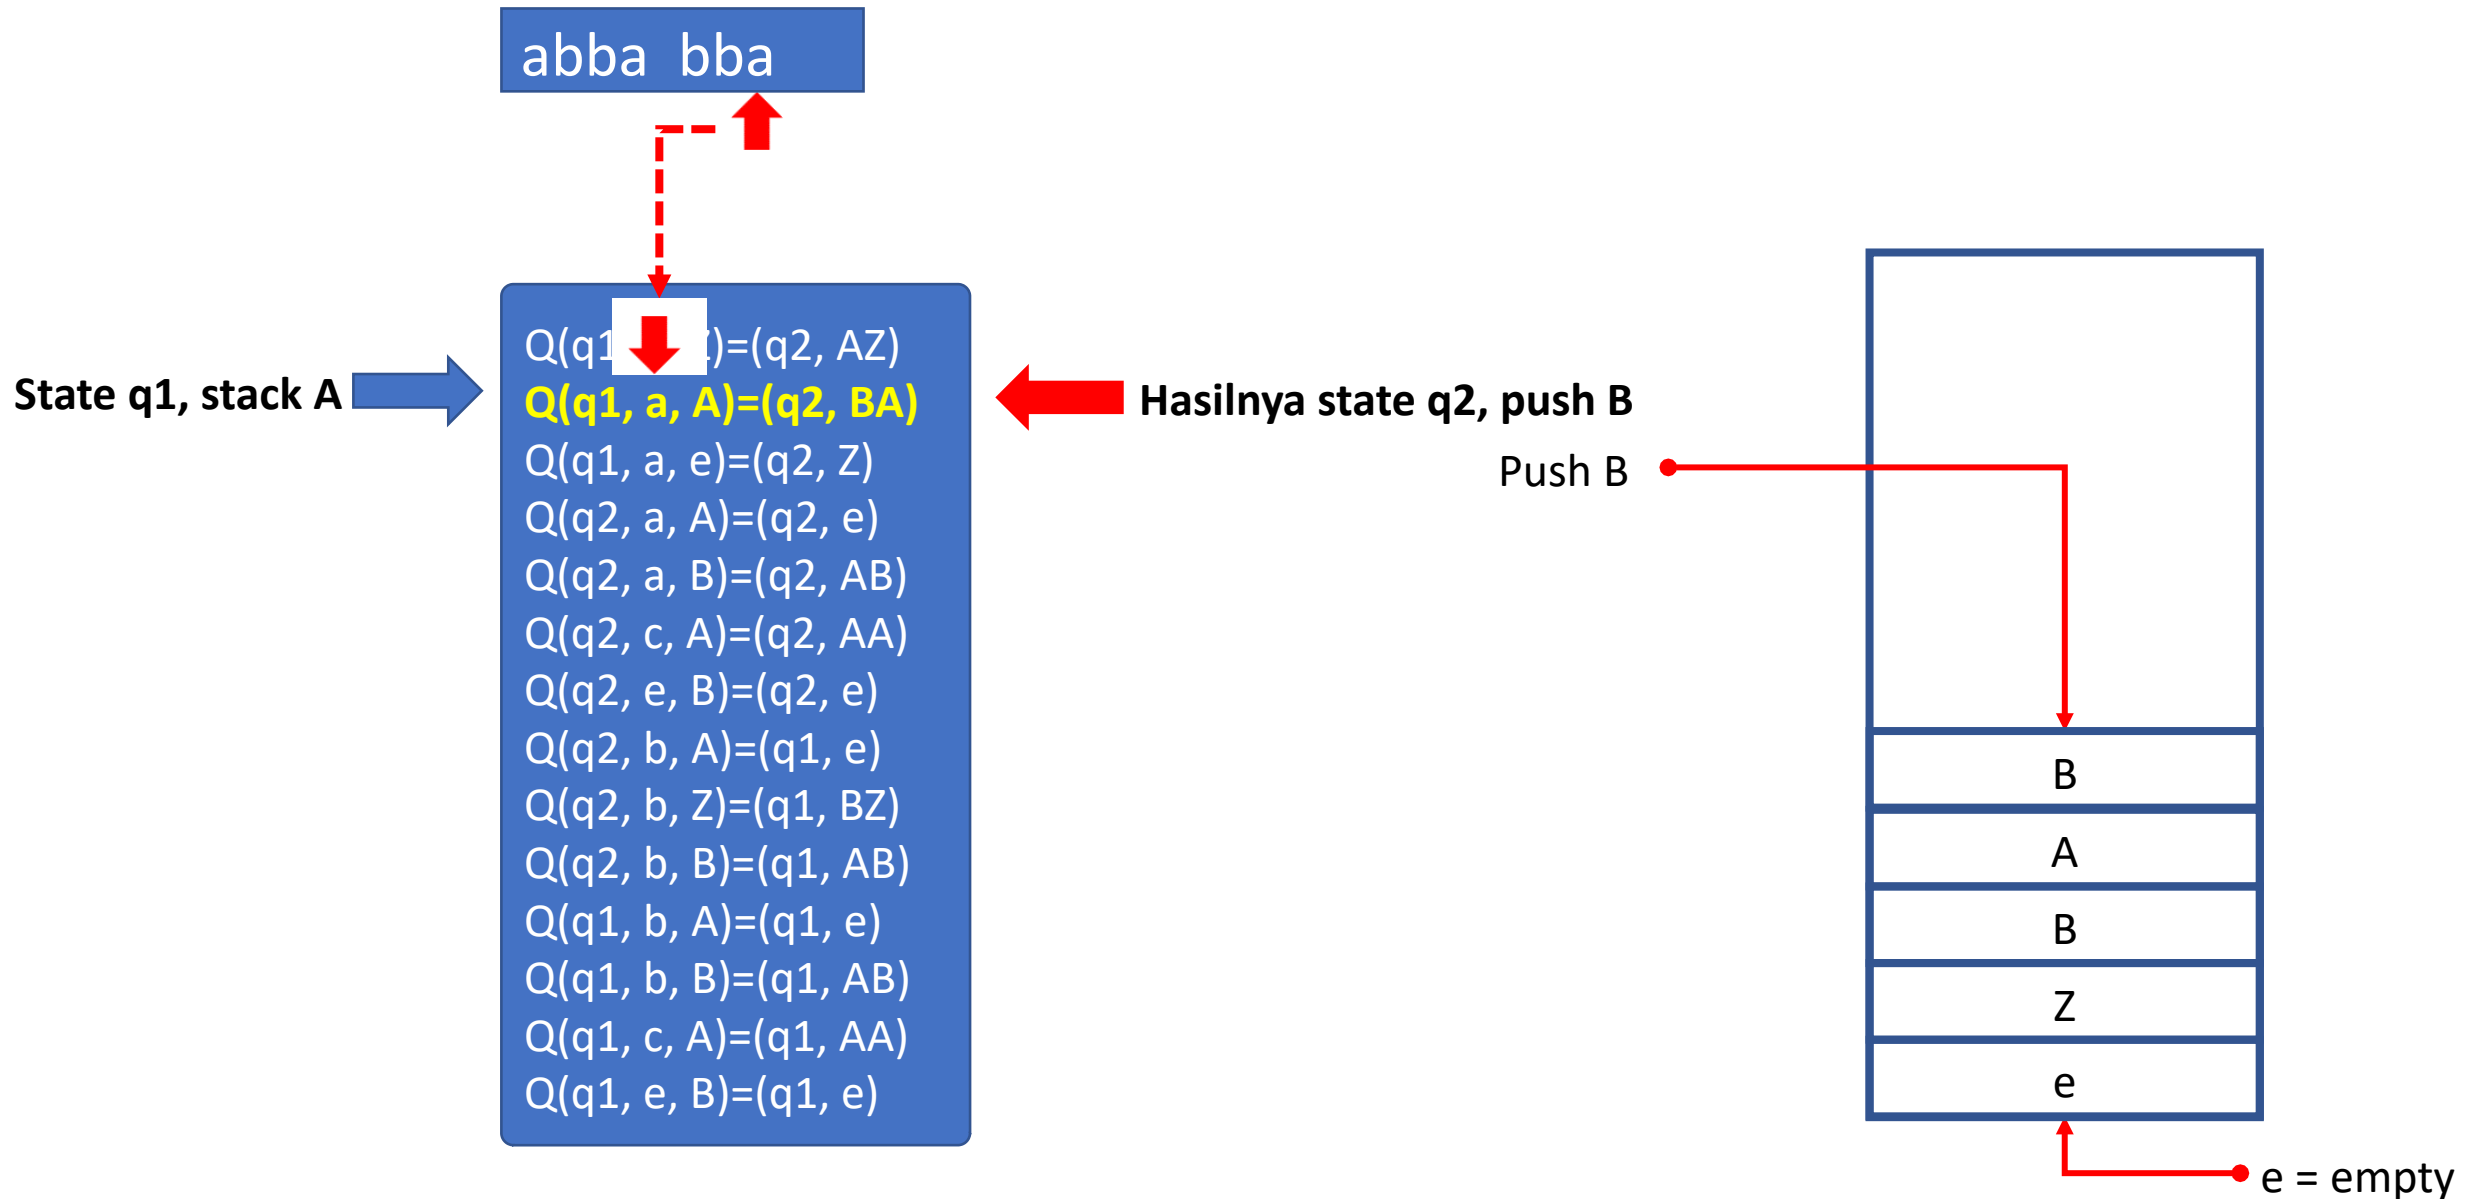 abba  bba
State q1, stack A
Q(q1 )=(q2, AZ)
Q(q1, a, A)=(q2, BA)
Q(q1, a, e)=(q2, Z)
Q(q2, a, A)=(q2, e)
Q(q2, a, B)=(q2, AB)
Q(q2, c, A)=(q2, AA)
Q(q2, e, B)=(q2, e)
Q(q2, b, A)=(q1, e)
Q(q2, b, Z)=(q1, BZ)
Q(q2, b, B)=(q1, AB)
Q(q1, b, A)=(q1, e)
Q(q1, b, B)=(q1, AB)
Q(q1, c, A)=(q1, AA)
Q(q1, e, B)=(q1, e)
Hasilnya state q2, push B
Push B
B
A
B
Z
e
e = empty